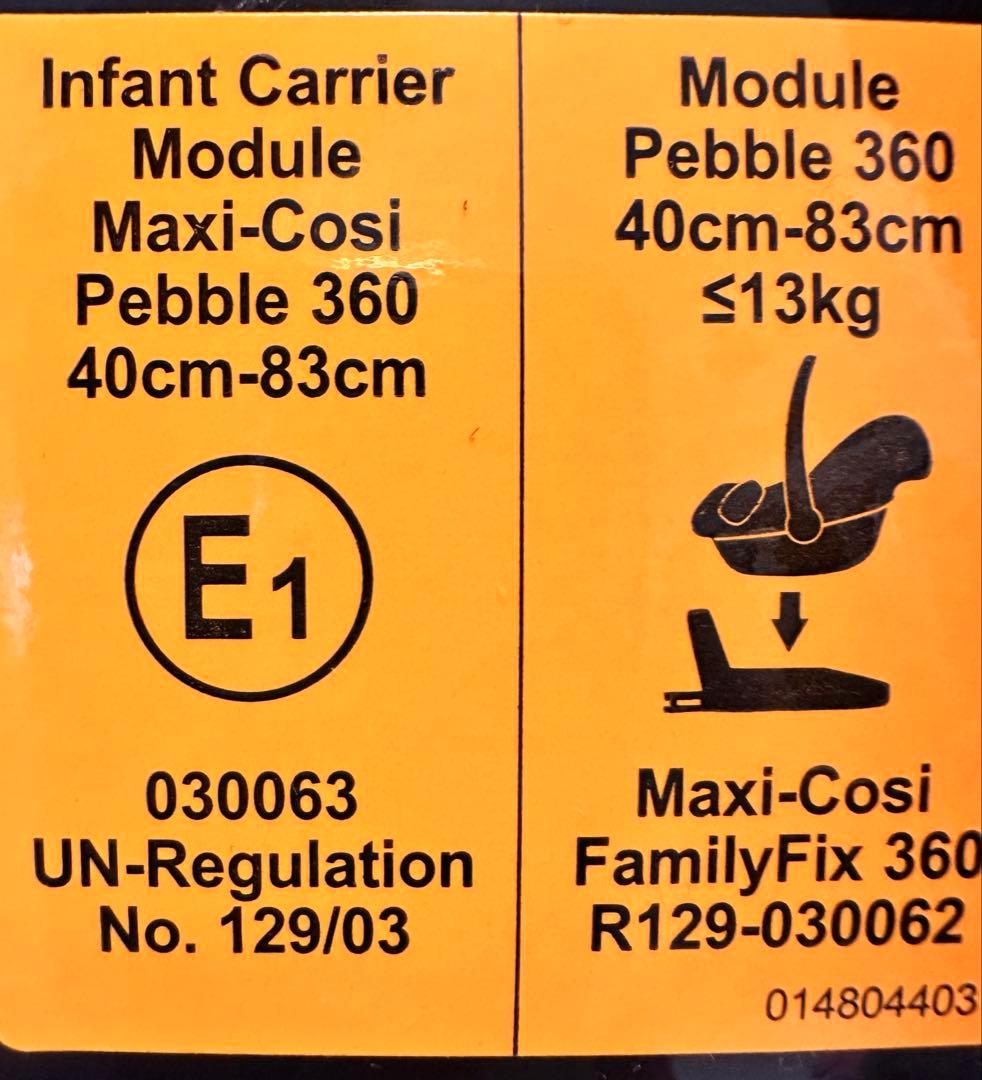 Infant Carrier
Module
Maxi-Cosi
Pebble 360
40cm-83cm
E1
030063
UN-Regulation
No. 129/03
Module
Pebble 360
40cm-83cm
≤13kg
Maxi-Cosi
FamilyFix 360
R129-030062
014804403